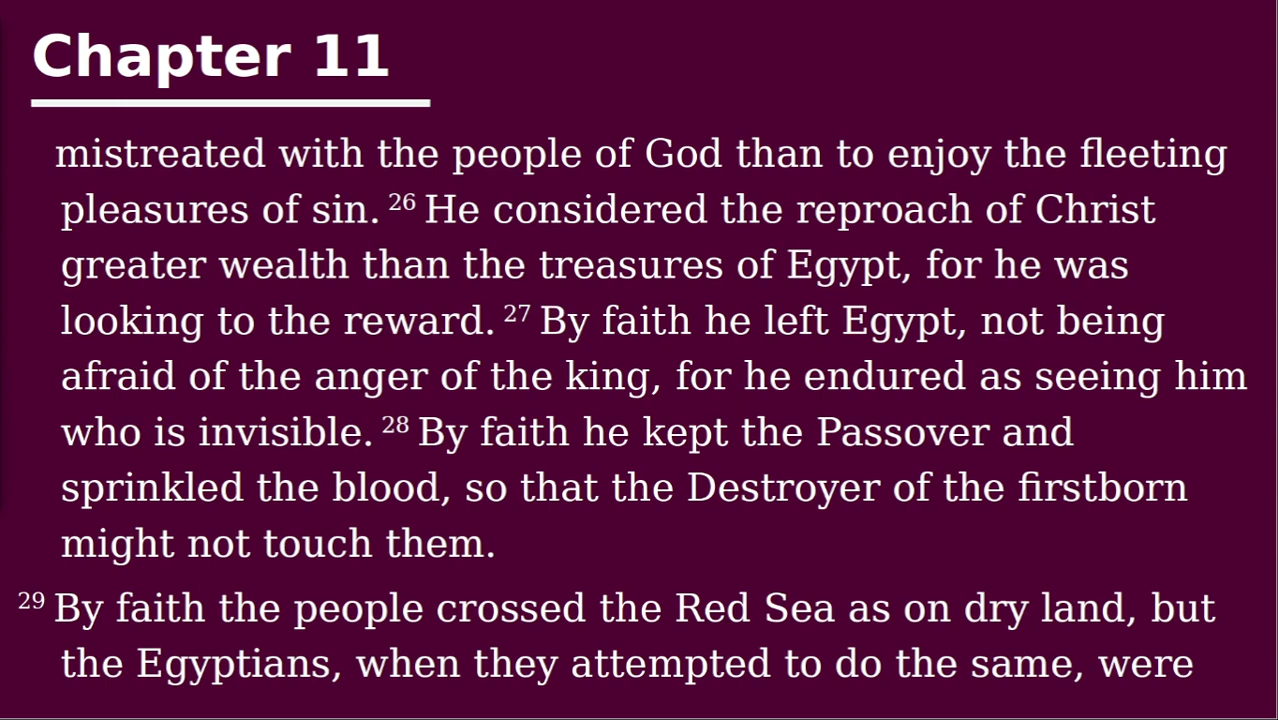 Chapter 11
mistreated with the people of God than to enjoy the fleeting
pleasures of sin. 26 He considered the reproach of Christ
greater wealth than the treasures of Egypt, for he was
looking to the reward. 27 By faith he left Egypt, not being
afraid of the anger of the king, for he endured as seeing him
who is invisible. 28 By faith he kept the Passover and
sprinkled the blood, so that the Destroyer of the firstborn
might not touch them.
29 By faith the people crossed the Red Sea as on dry land, but
the Egyptians, when they attempted to do the same, were